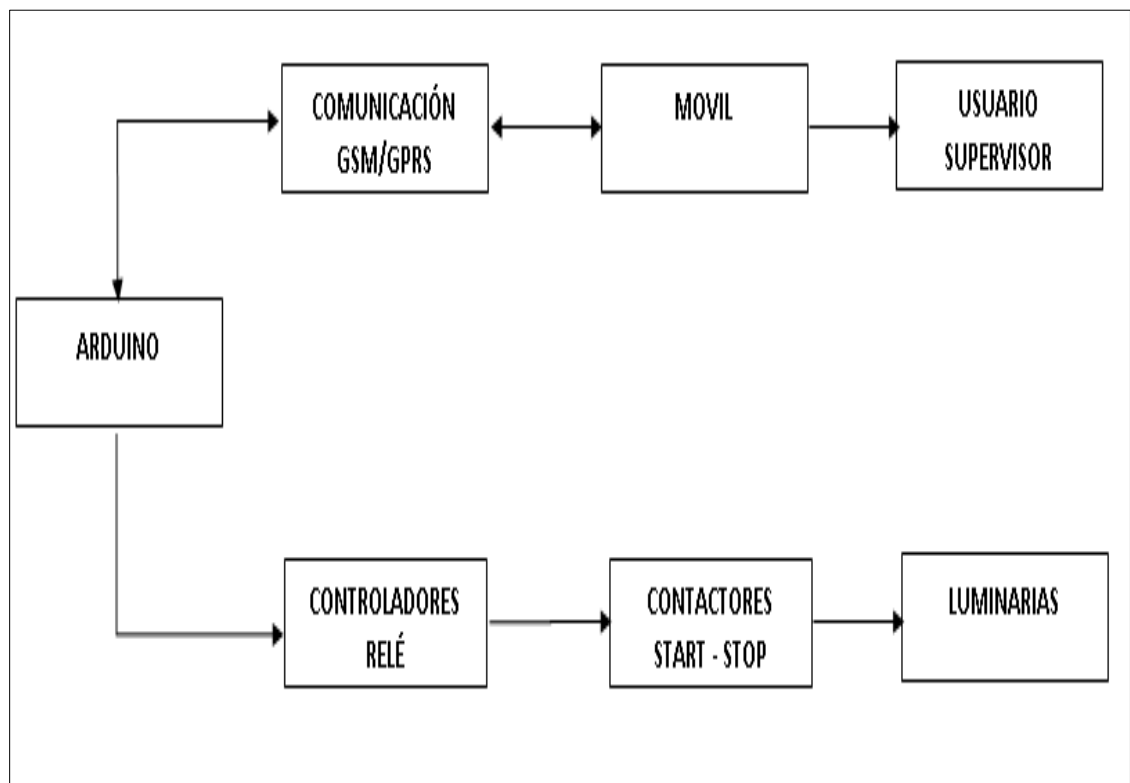 COMUNICACIÓN
GSM/GPRS
MOVIL
USUARIO
SUPERVISOR
ARDUINO
CONTROLADORES
RELÉ
CONTACTORES
START - STOP
LUMINARIAS